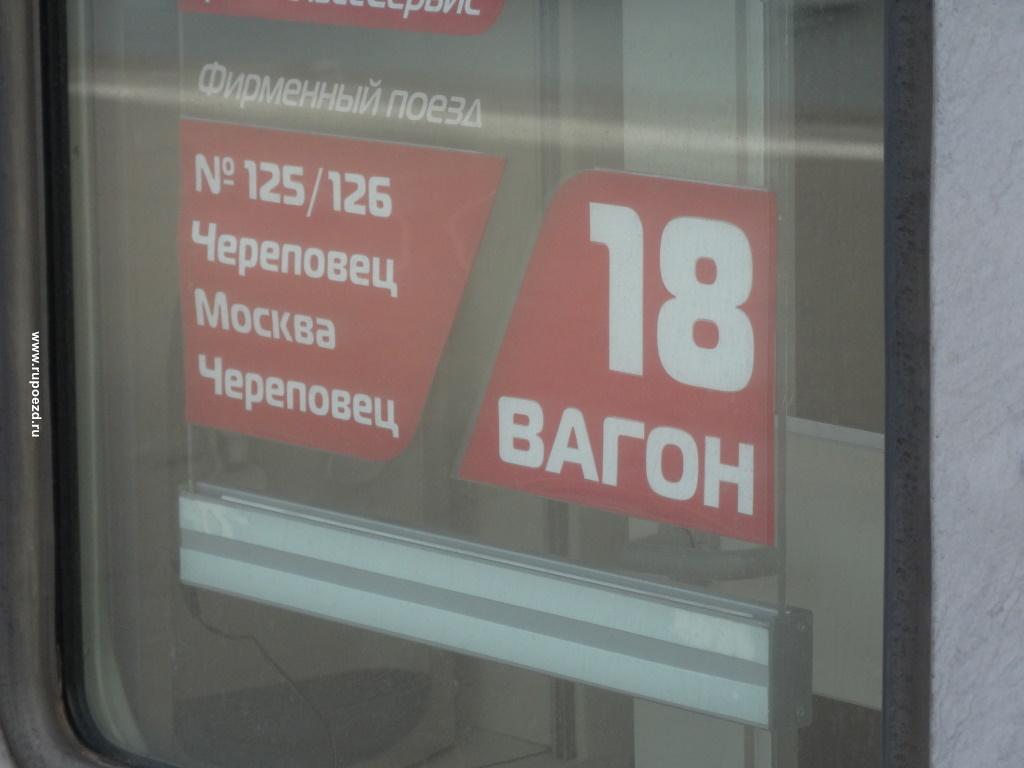 Фирменный поезд
№ 125/126
Череповец
Москва
Череповец
18
ВАГОН
www.rupoezd.ru